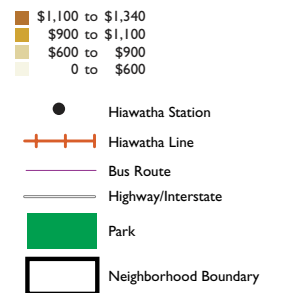 $1,100 to $1,340
$900 to $1,100
$600 to $900
0 to $600
Hiawatha Station
Hiawatha Line
Bus Route
Highway/Interstate
Park
Neighborhood Boundary